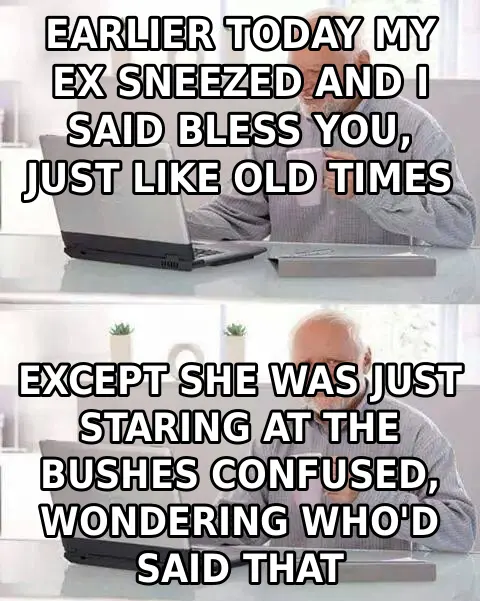 EARLIER TODAY MY
EX SNEEZED AND I
SAID BLESS YOU,
JUST LIKE OLD TIMES
EXCEPT SHE WAS JUST
STARING AT THE
BUSHES CONFUSED,
WONDERING WHO'D
SAID THAT